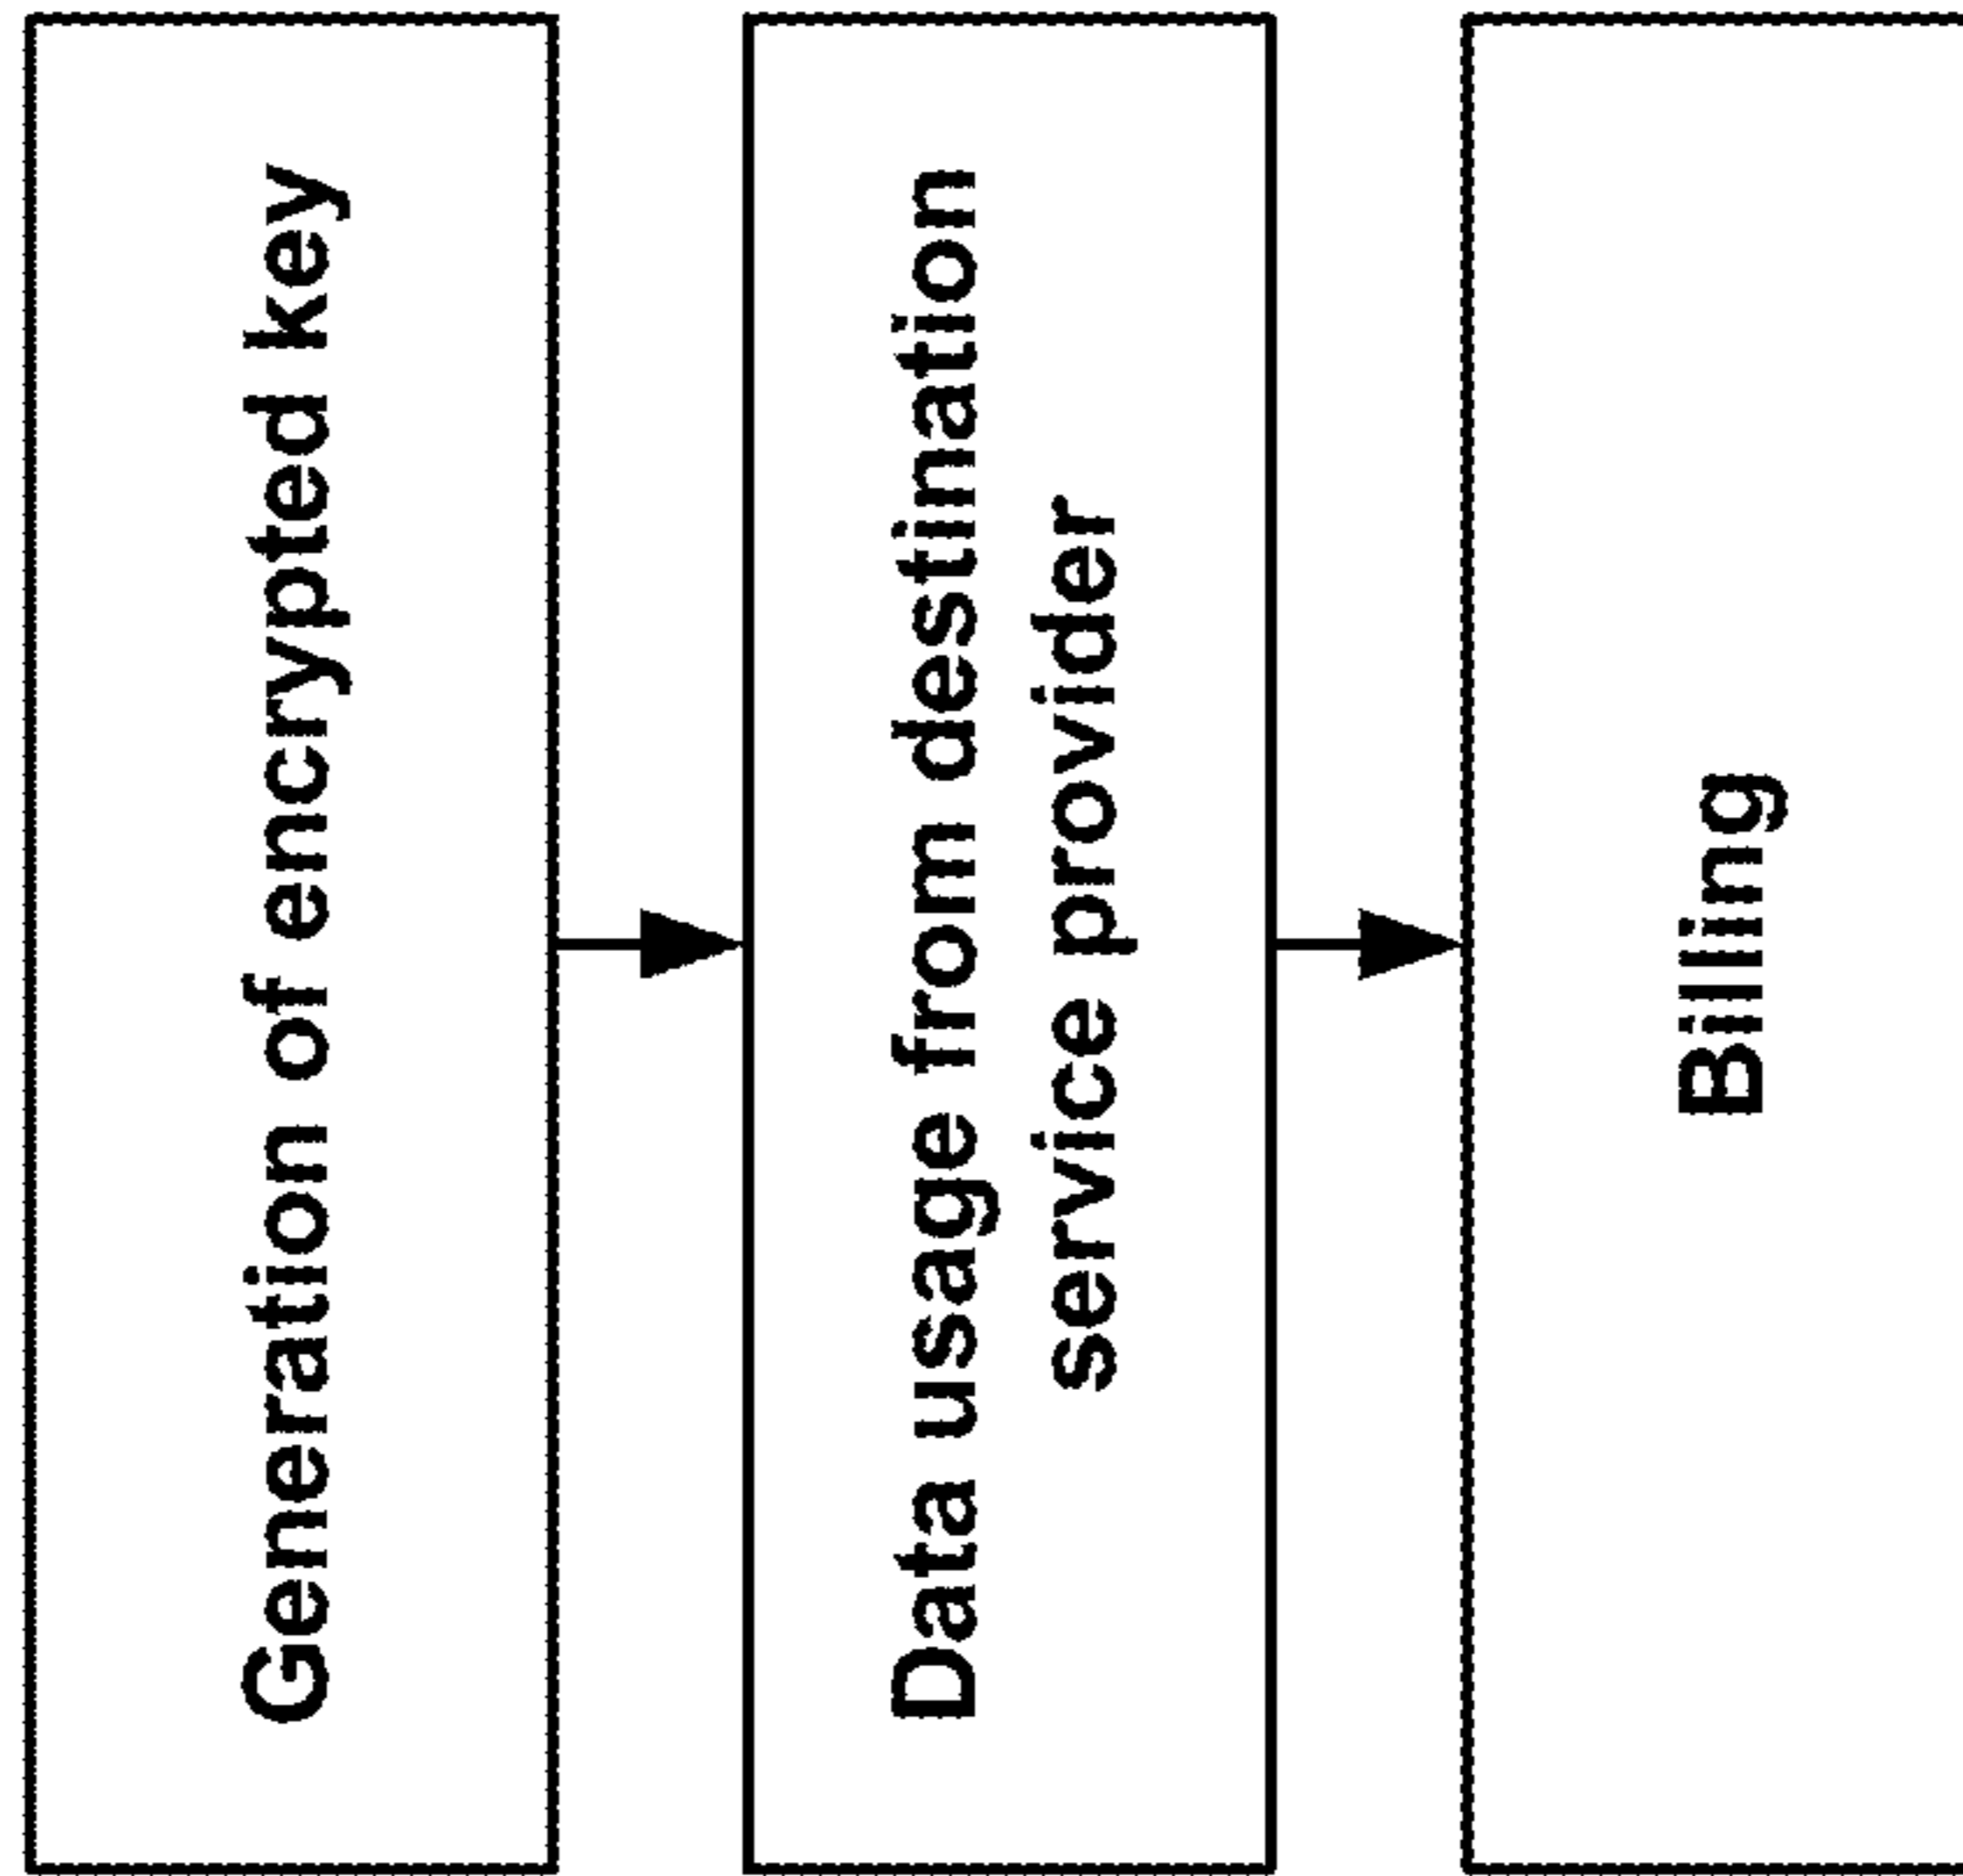 Generation of encrypted key
Data usage from destination
service provider
Billing